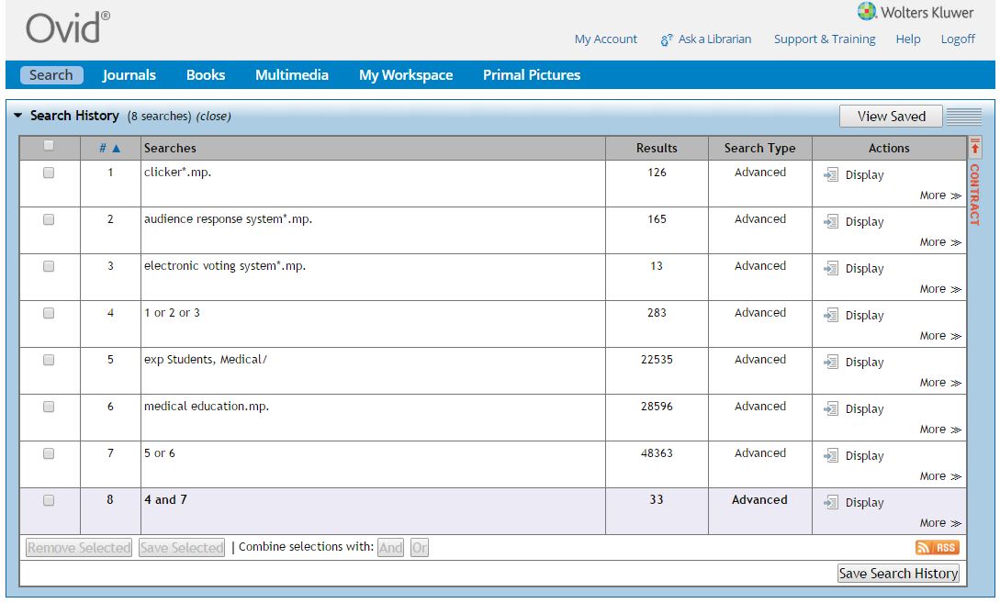 Ovid®
Wolters Kluwer
My Account Ask a Librarian Support & Training Help Logoff
Search Journals Books Multimedia My Workspace Primal Pictures
Search History (8 searches) (close) View Saved
# ▲ Searches Results Search Type Actions
CONTRACT
1 clicker*.mp. 126 Advanced Display
More ≫
2 audience response system*.mp. 165 Advanced Display
More ≫
3 electronic voting system*.mp. 13 Advanced Display
More ≫
4 1 or 2 or 3 283 Advanced Display
More ≫
5 exp Students, Medical/ 22535 Advanced Display
More ≫
6 medical education.mp. 28596 Advanced Display
More ≫
7 5 or 6 48363 Advanced Display
More ≫
8 4 and 7 33 Advanced Display
More ≫
Remove Selected Save Selected | Combine selections with: And Or RSS
Save Search History